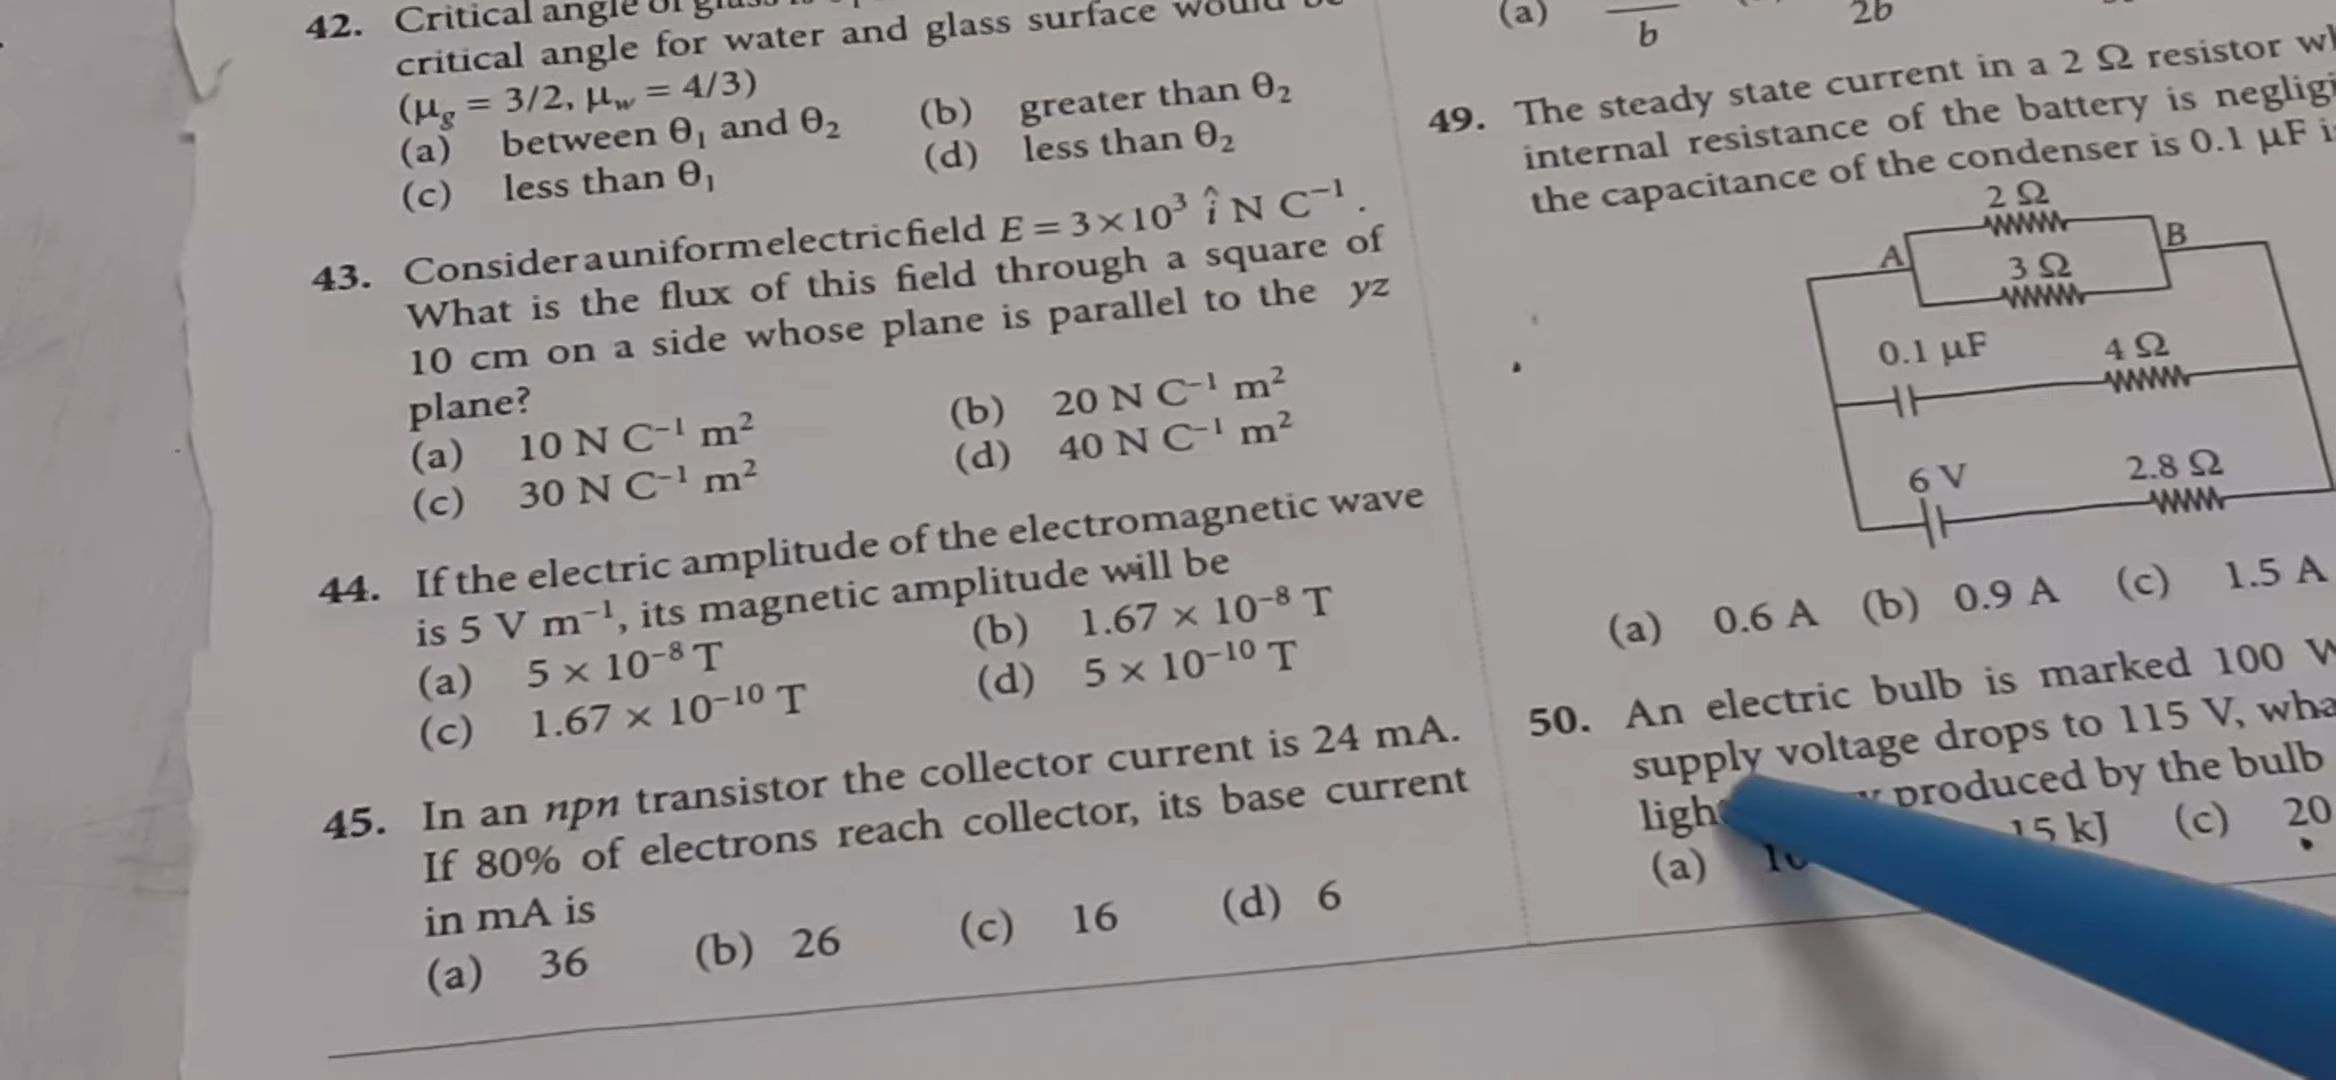 42. Critical angle of glass is
critical angle for water and glass surface would be
(μg = 3/2, μw = 4/3)
(a) between θ1 and θ2 (b) greater than θ2
(c) less than θ1 (d) less than θ2
43. Consider a uniform electric field E = 3 × 10³ î N C⁻¹.
What is the flux of this field through a square of
10 cm on a side whose plane is parallel to the yz
plane?
(a) 10 N C⁻¹ m² (b) 20 N C⁻¹ m²
(c) 30 N C⁻¹ m² (d) 40 N C⁻¹ m²
44. If the electric amplitude of the electromagnetic wave
is 5 V m⁻¹, its magnetic amplitude will be
(a) 5 × 10⁻⁸ T (b) 1.67 × 10⁻⁸ T
(c) 1.67 × 10⁻¹⁰ T (d) 5 × 10⁻¹⁰ T
45. In an npn transistor the collector current is 24 mA.
If 80% of electrons reach collector, its base current
in mA is
(a) 36 (b) 26 (c) 16 (d) 6
(a) b 2b
49. The steady state current in a 2 Ω resistor
internal resistance of the battery is
the capacitance of the condenser is 0.1 μF
2 Ω
A B
3 Ω
0.1 μF 4 Ω
6 V 2.8 Ω
(a) 0.6 A (b) 0.9 A (c) 1.5 A
50. An electric bulb is marked 100
supply voltage drops to 115 V,
produced by the bulb
(a) 15 kJ (c) 20